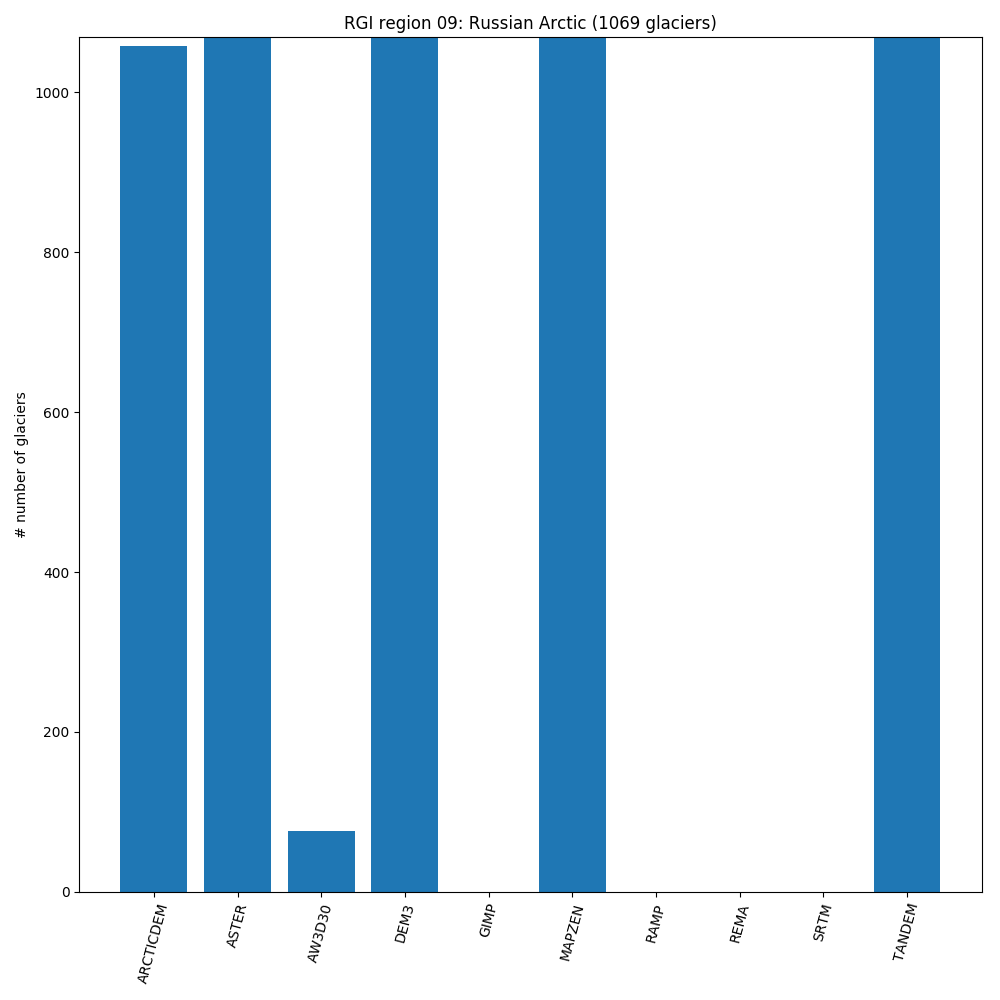 RGI region 09: Russian Arctic (1069 glaciers)
# number of glaciers
1000
800
600
400
200
0
ARCTICDEM
ASTER
AW3D30
DEM3
GIMP
MAPZEN
RAMP
REMA
SRTM
TANDEM